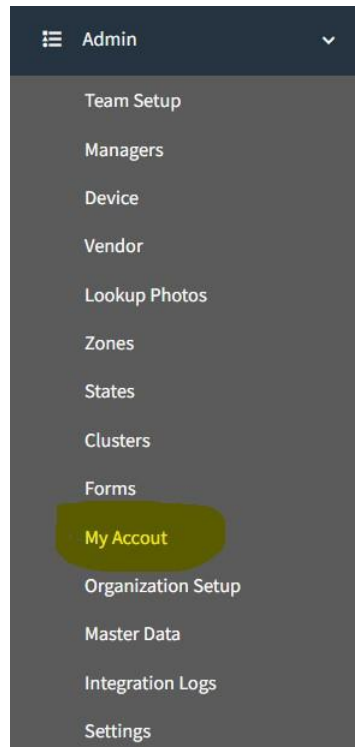 Admin
Team Setup
Managers
Device
Vendor
Lookup Photos
Zones
States
Clusters
Forms
My Accout
Organization Setup
Master Data
Integration Logs
Settings